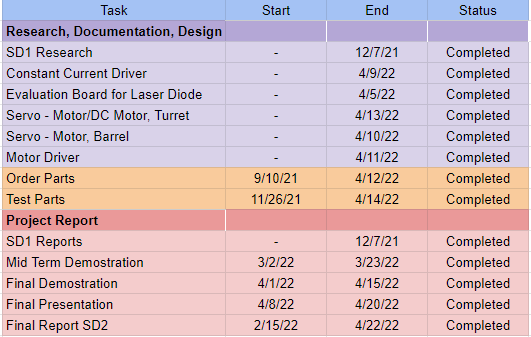 Task Start End Status
Research, Documentation, Design
SD1 Research - 12/7/21 Completed
Constant Current Driver - 4/9/22 Completed
Evaluation Board for Laser Diode - 4/5/22 Completed
Servo - Motor/DC Motor, Turret - 4/13/22 Completed
Servo - Motor, Barrel - 4/10/22 Completed
Motor Driver - 4/11/22 Completed
Order Parts 9/10/21 4/12/22 Completed
Test Parts 11/26/21 4/14/22 Completed
Project Report
SD1 Reports - 12/7/21 Completed
Mid Term Demostration 3/2/22 3/23/22 Completed
Final Demostration 4/1/22 4/15/22 Completed
Final Presentation 4/8/22 4/20/22 Completed
Final Report SD2 2/15/22 4/22/22 Completed